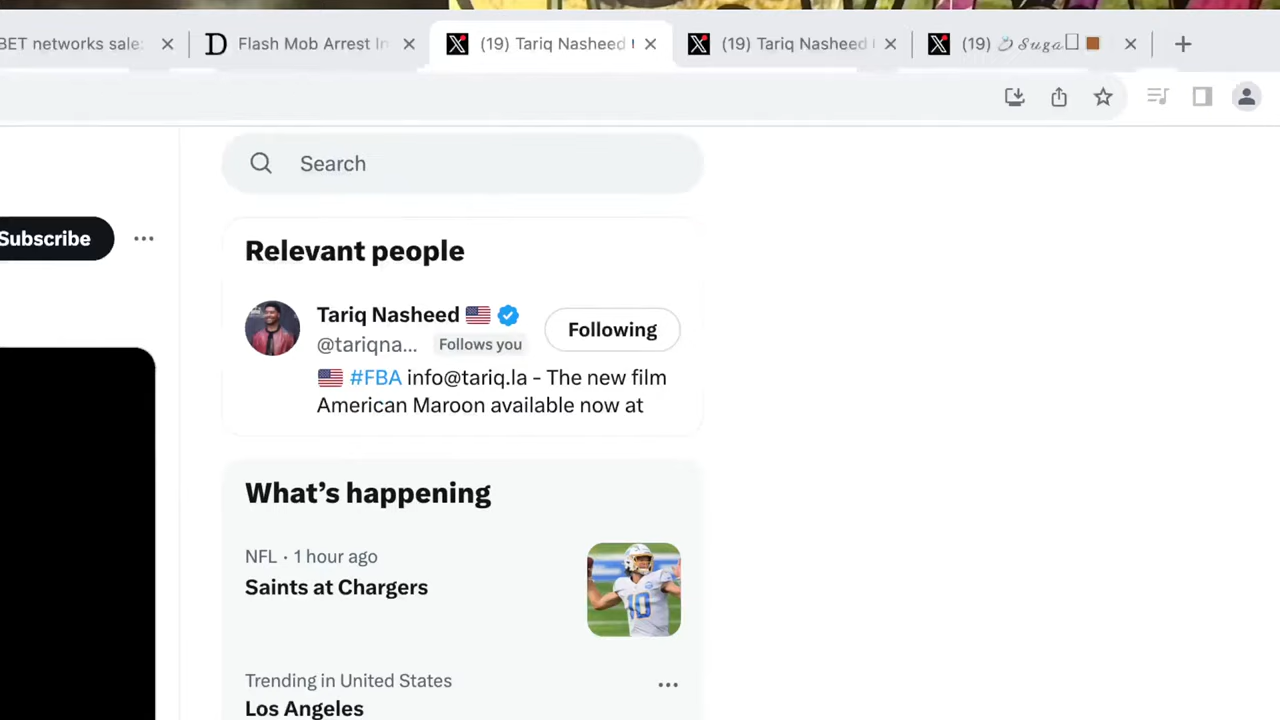 BET networks sale:
Flash Mob Arrest In
(19) Tariq Nasheed
(19) Tariq Nasheed
(19) 𝒮𝓊𝑔𝒶
Search
Subscribe
Relevant people
Tariq Nasheed 🇺🇸
@tariqna... Follows you
Following
🇺🇸 #FBA info@tariq.la - The new film
American Maroon available now at
What's happening
NFL · 1 hour ago
Saints at Chargers
10
Trending in United States
Los Angeles